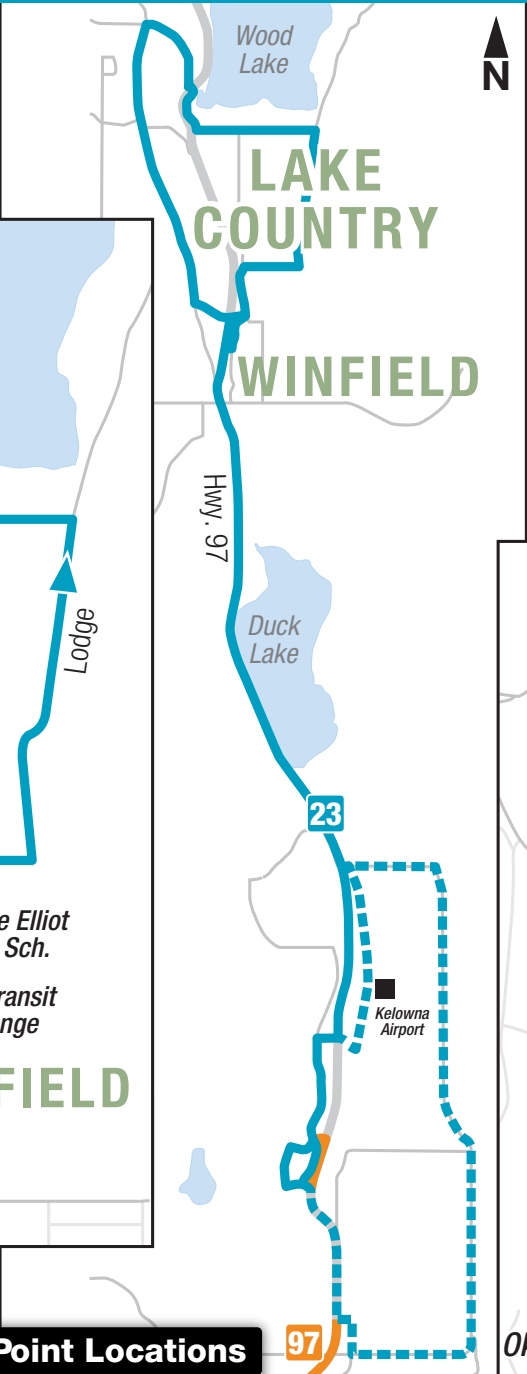 Wood
Lake
N
LAKE
COUNTRY
WINFIELD
Hwy. 97
Duck
Lake
Lodge
23
e Elliot
Sch.
ransit
nge
FIELD
Kelowna
Airport
97
Point Locations